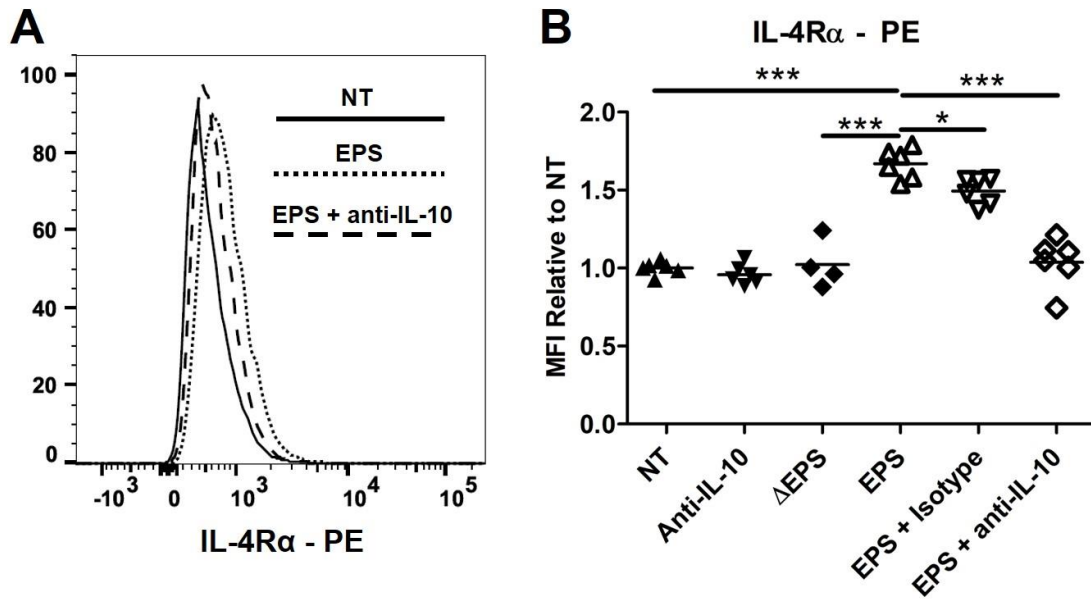 A
100
80
60
40
20
0
NT
EPS
EPS + anti-IL-10
-10³ 0 10³ 10⁴ 10⁵
IL-4Rα - PE
B
IL-4Rα - PE
*** ***
*** *
MFI Relative to NT
2.0
1.5
1.0
0.5
0.0
NT
Anti-IL-10
ΔEPS
EPS
EPS + Isotype
EPS + anti-IL-10